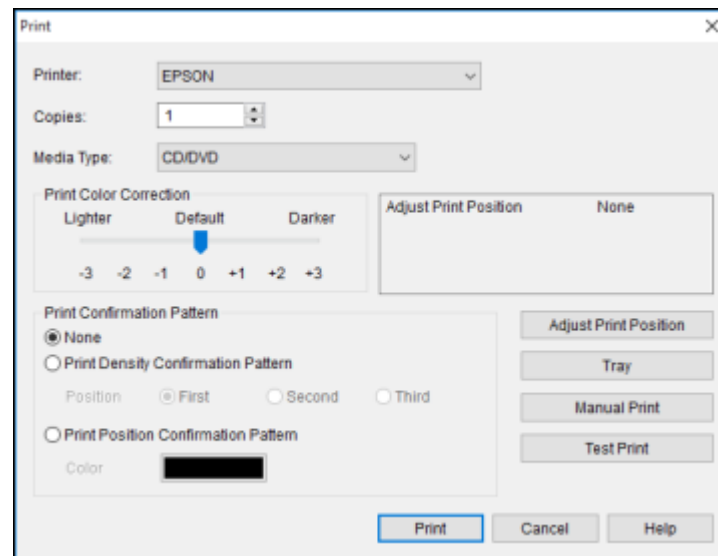 Print
Printer: EPSON
Copies: 1
Media Type: CD/DVD
Print Color Correction
Lighter Default Darker
-3 -2 -1 0 +1 +2 +3
Adjust Print Position None
Print Confirmation Pattern
None
Print Density Confirmation Pattern
Position First Second Third
Print Position Confirmation Pattern
Color
Adjust Print Position
Tray
Manual Print
Test Print
Print Cancel Help